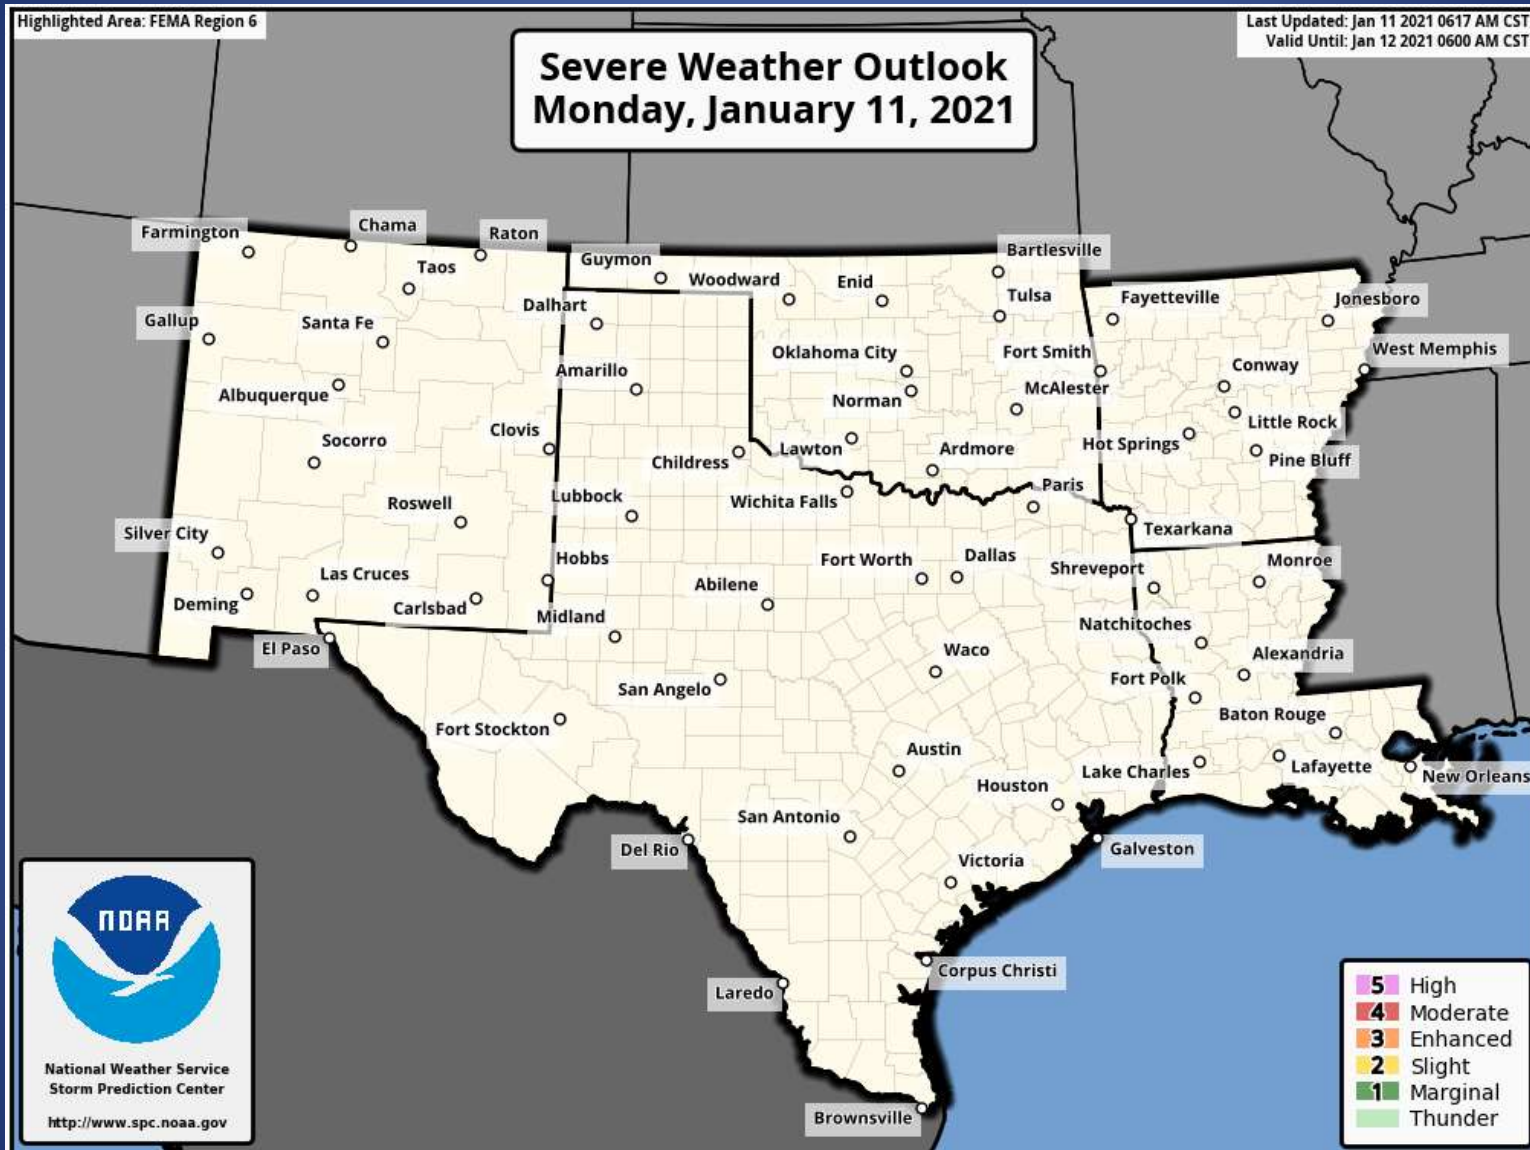 Highlighted Area: FEMA Region 6
Last Updated: Jan 11 2021 0617 AM CST
Valid Until: Jan 12 2021 0600 AM CST
Severe Weather Outlook
Monday, January 11, 2021
Farmington
Chama
Raton
Taos
Guymon
Woodward
Enid
Bartlesville
Tulsa
Fayetteville
Jonesboro
Gallup
Santa Fe
Dalhart
Oklahoma City
Fort Smith
West Memphis
Albuquerque
Amarillo
Norman
McAlester
Conway
Little Rock
Socorro
Clovis
Childress
Lawton
Ardmore
Hot Springs
Pine Bluff
Roswell
Lubbock
Wichita Falls
Paris
Texarkana
Silver City
Las Cruces
Hobbs
Fort Worth
Dallas
Shreveport
Monroe
Deming
Carlsbad
Midland
Abilene
Natchitoches
El Paso
San Angelo
Waco
Fort Polk
Alexandria
Fort Stockton
Austin
Baton Rouge
Houston
Lake Charles
Lafayette
New Orleans
San Antonio
Del Rio
Victoria
Galveston
Laredo
Corpus Christi
Brownsville
NOAA
National Weather Service
Storm Prediction Center
http://www.spc.noaa.gov
5 High
4 Moderate
3 Enhanced
2 Slight
1 Marginal
Thunder